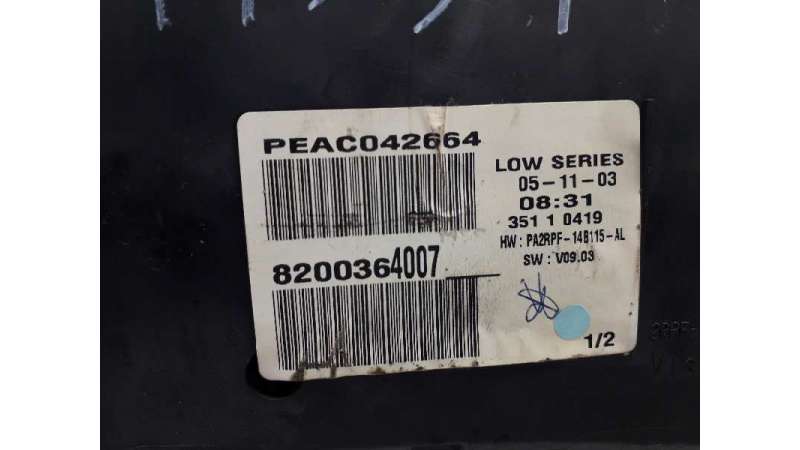 PEAC042664
LOW SERIES
05-11-03
08:31
351 1 0419
HW : PA2RPF-14B115-AL
SW : V09.03
8200364007
1/2